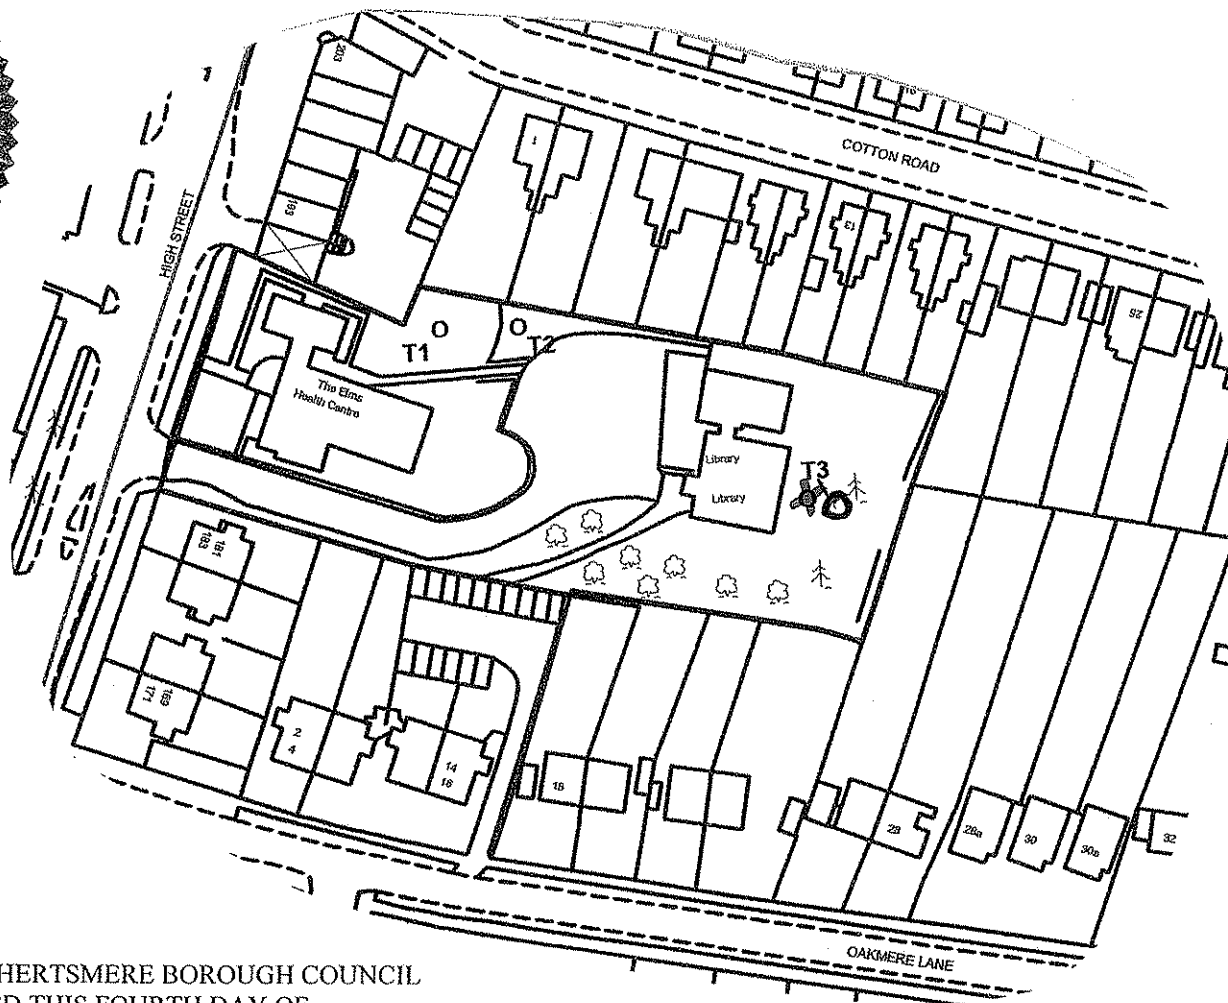 203
COTTON ROAD
1
HIGH STREET
193
13
25
T1
T2
The Elms
Health Centre
Library
Library
T3
183
181
171
169
2
4
14
16
18
28
28a
30
30a
32
OAKMERE LANE
HERTSMERE BOROUGH COUNCIL
THIS FOURTH DAY OF